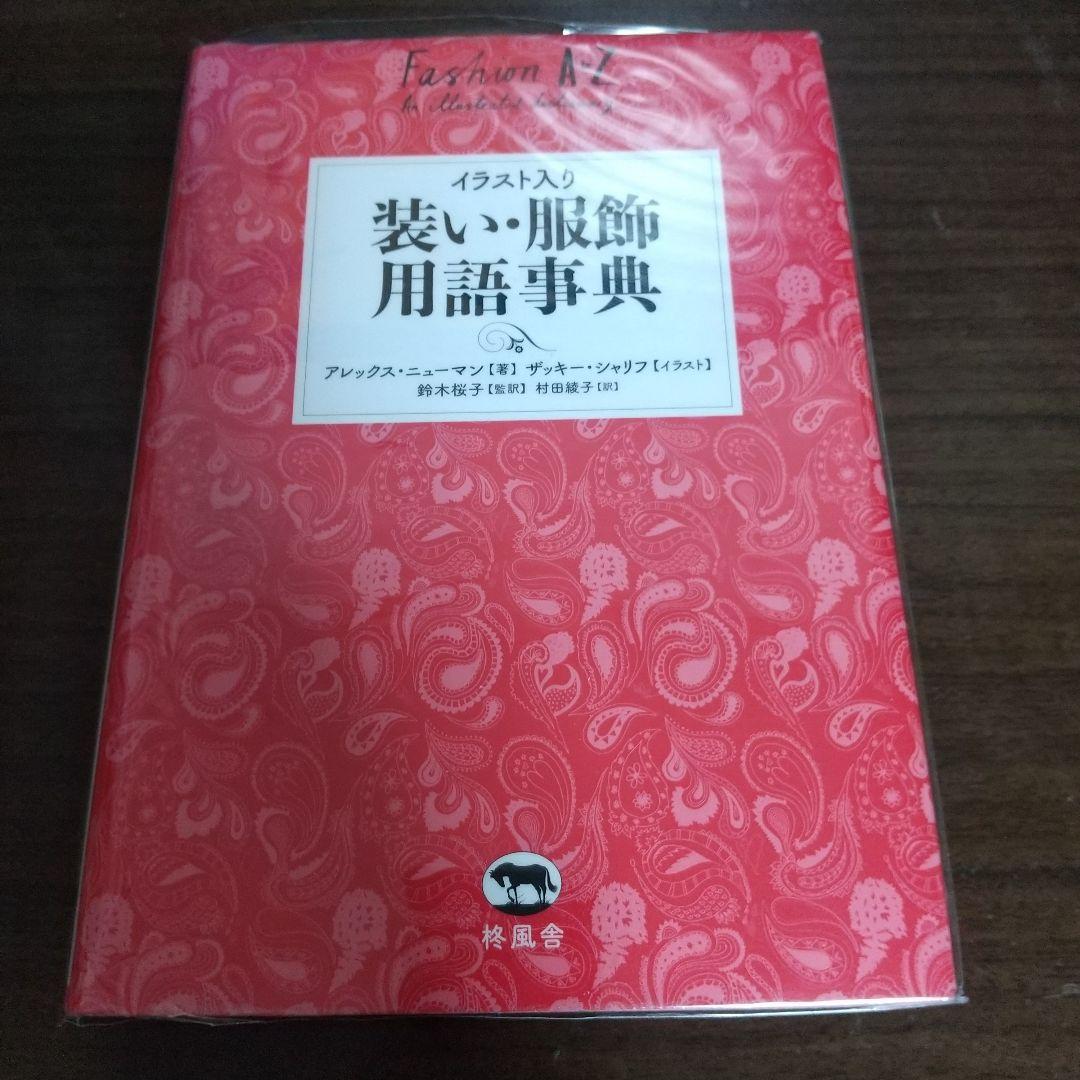 Fashion A-Z
An illustrated dictionary
イラスト入り
装い・服飾
用語事典
アレックス・ニューマン【著】 ザッキー・シャリフ【イラスト】
鈴木桜子【監訳】 村田綾子【訳】
柊風舎